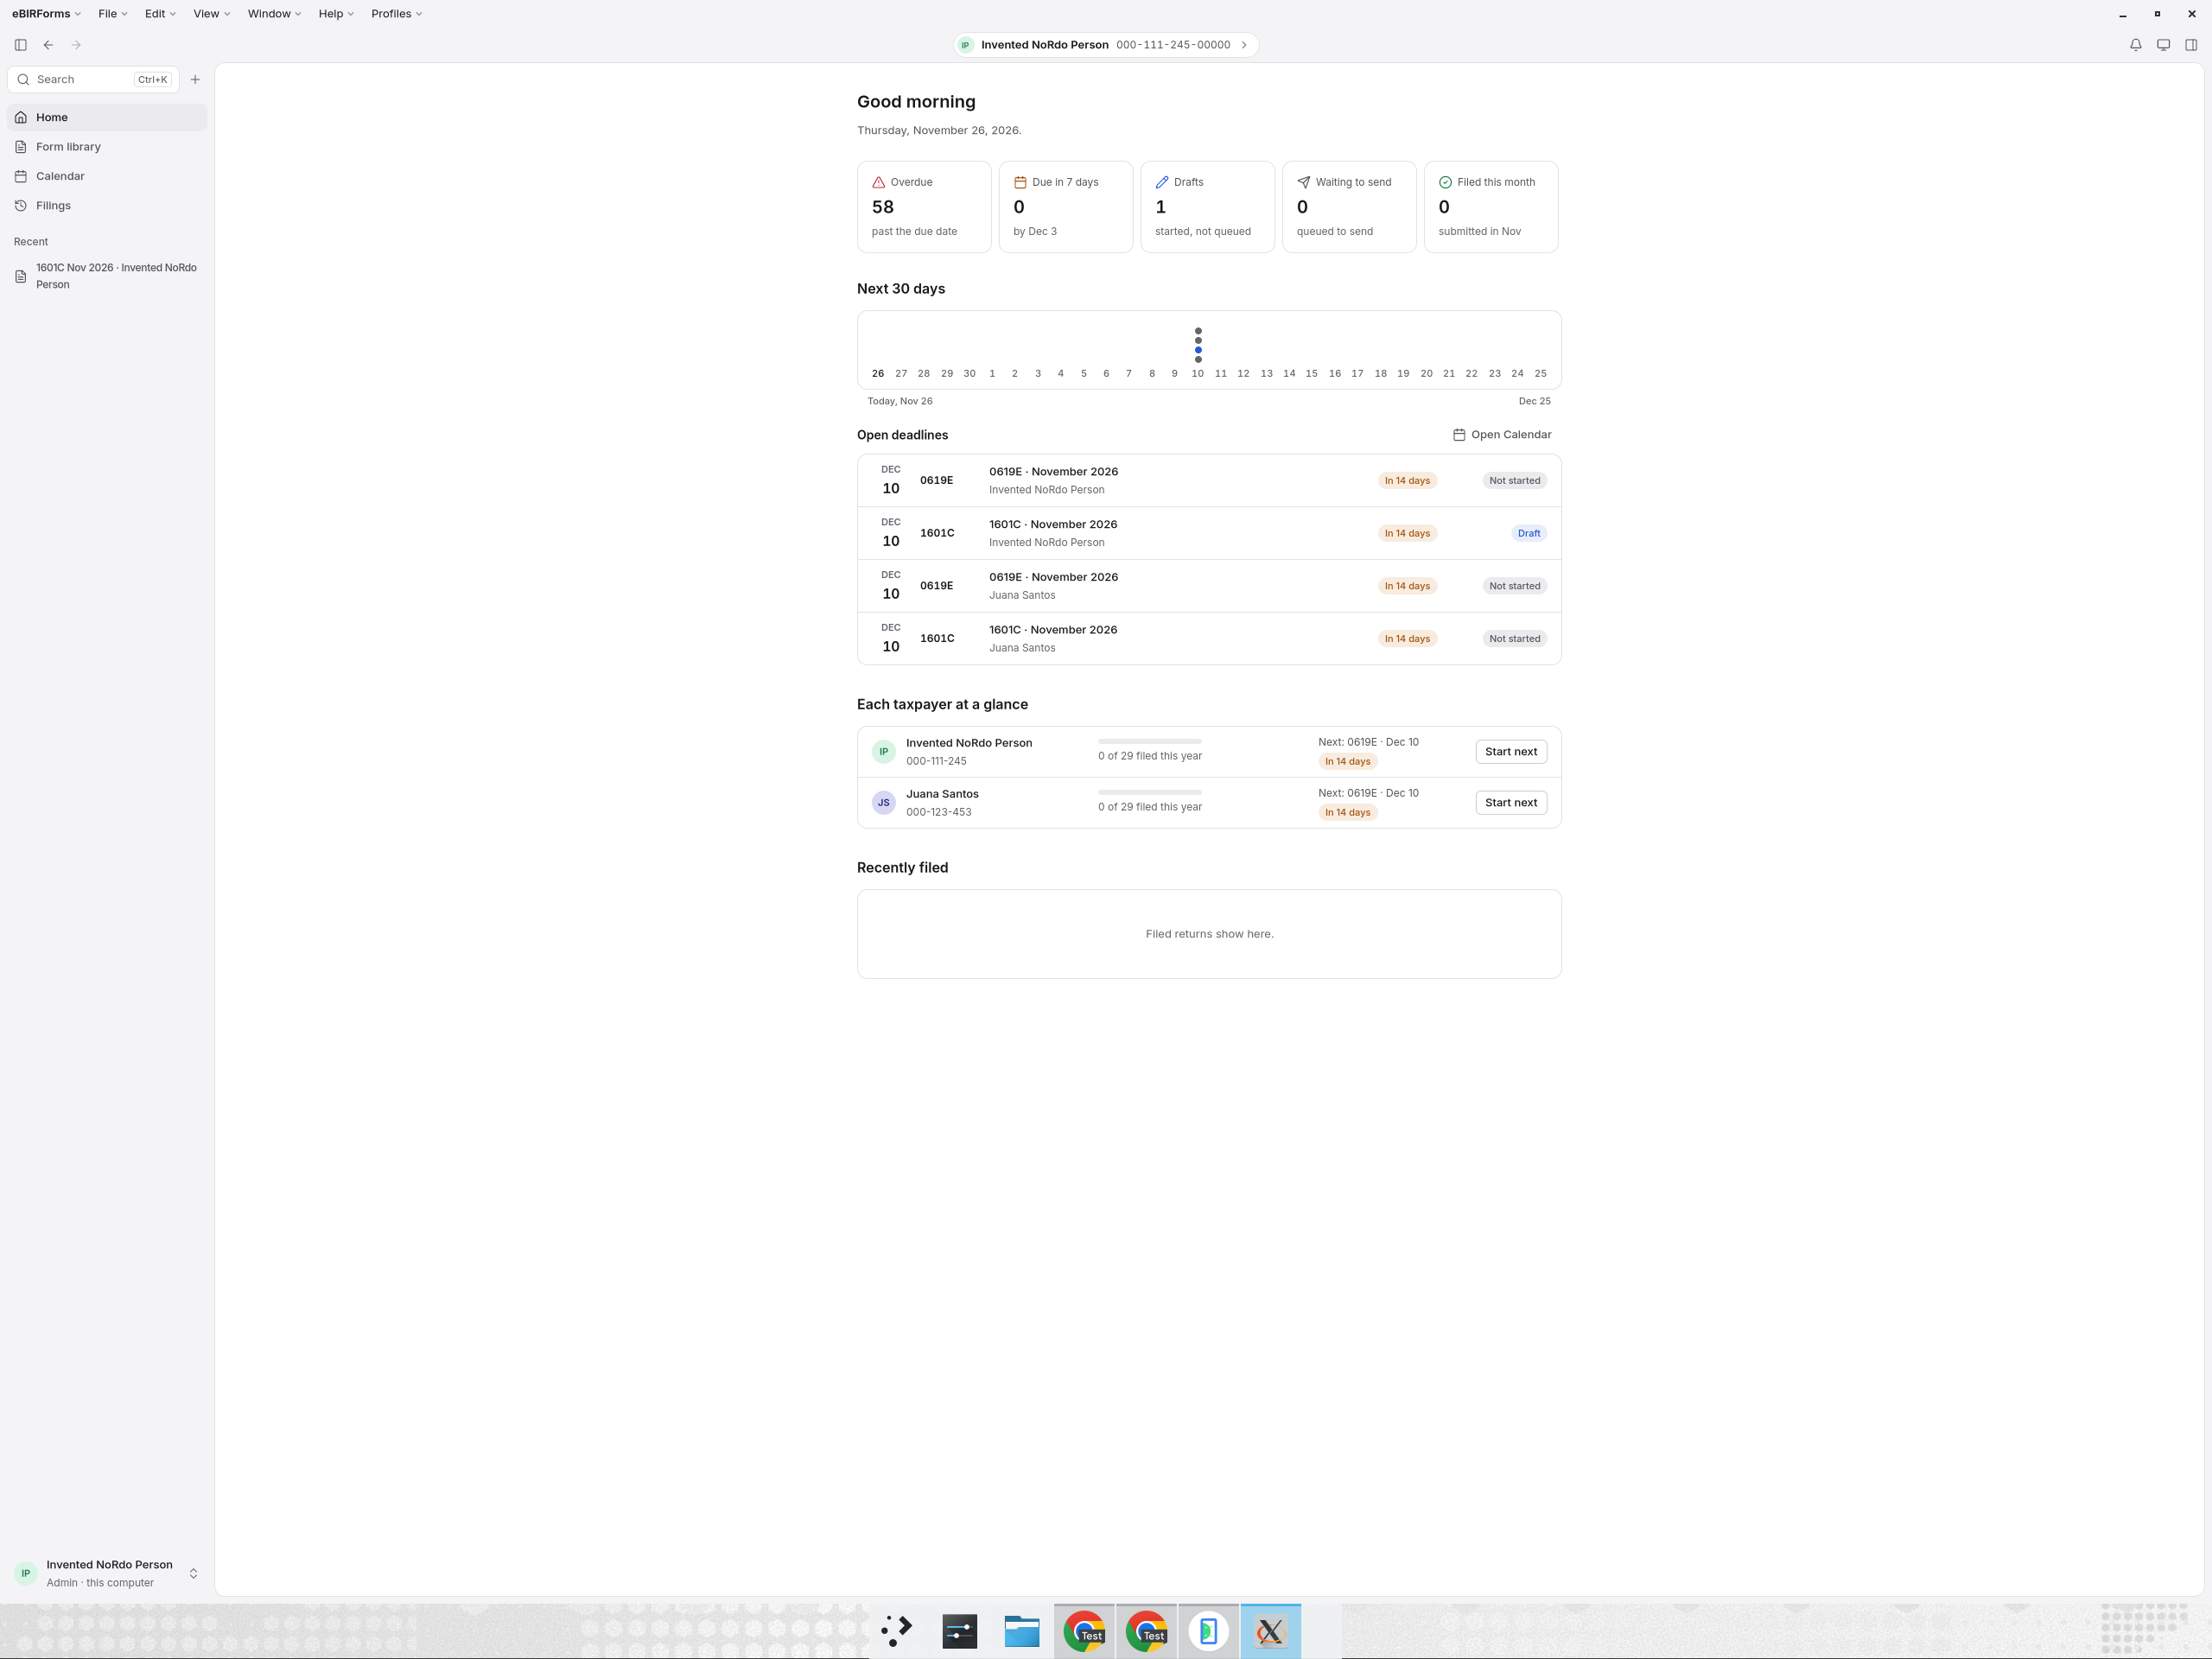 eBIRForms File Edit View Window Help Profiles
IP Invented NoRdo Person 000-111-245-00000
Search Ctrl+K
Home
Form library
Calendar
Filings
Recent
1601C Nov 2026 · Invented NoRdo
Person
Good morning
Thursday, November 26, 2026.
Overdue
58
past the due date
Due in 7 days
0
by Dec 3
Drafts
1
started, not queued
Waiting to send
0
queued to send
Filed this month
0
submitted in Nov
Next 30 days
26 27 28 29 30 1 2 3 4 5 6 7 8 9 10 11 12 13 14 15 16 17 18 19 20 21 22 23 24 25
Today, Nov 26 Dec 25
Open deadlines Open Calendar
DEC
10 0619E
0619E · November 2026
Invented NoRdo Person
In 14 days Not started
DEC
10 1601C
1601C · November 2026
Invented NoRdo Person
In 14 days Draft
DEC
10 0619E
0619E · November 2026
Juana Santos
In 14 days Not started
DEC
10 1601C
1601C · November 2026
Juana Santos
In 14 days Not started
Each taxpayer at a glance
IP
Invented NoRdo Person
000-111-245
0 of 29 filed this year
Next: 0619E · Dec 10
In 14 days
Start next
JS
Juana Santos
000-123-453
0 of 29 filed this year
Next: 0619E · Dec 10
In 14 days
Start next
Recently filed
Filed returns show here.
IP
Invented NoRdo Person
Admin · this computer
Test
Test